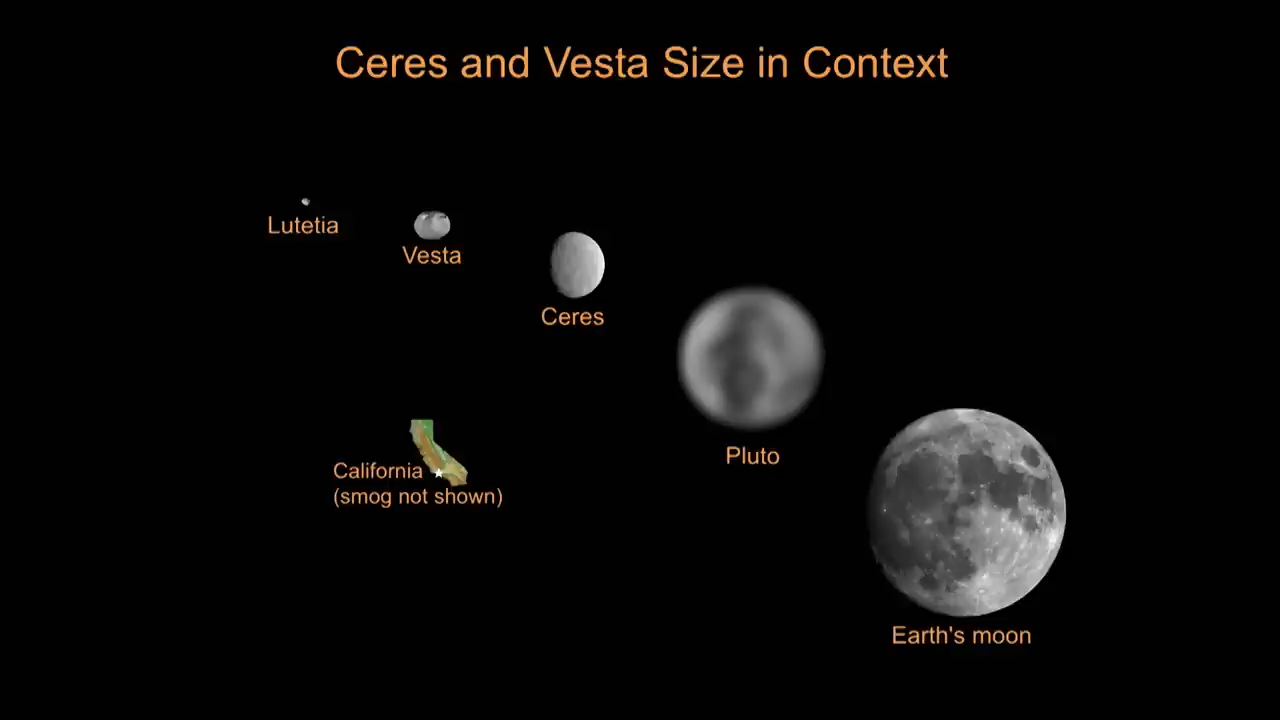 Ceres and Vesta Size in Context
Lutetia
Vesta
Ceres
Pluto
California
(smog not shown)
Earth's moon